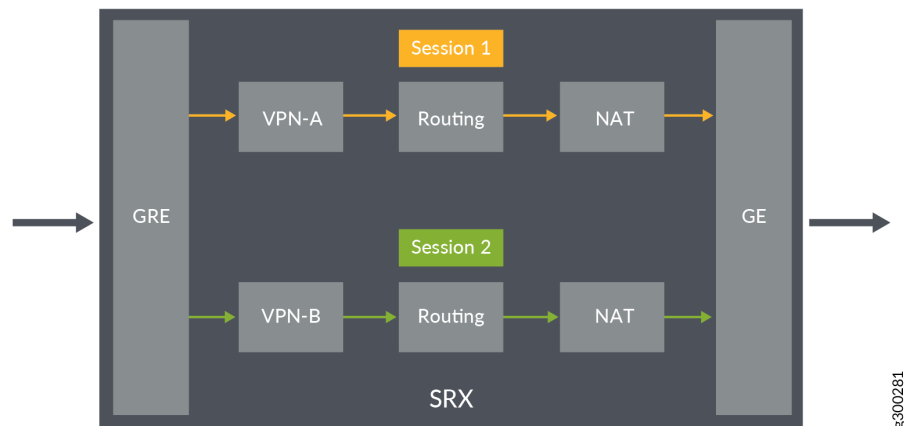 Session 1
VPN-A
Routing
NAT
GRE
GE
Session 2
VPN-B
Routing
NAT
SRX
g300281